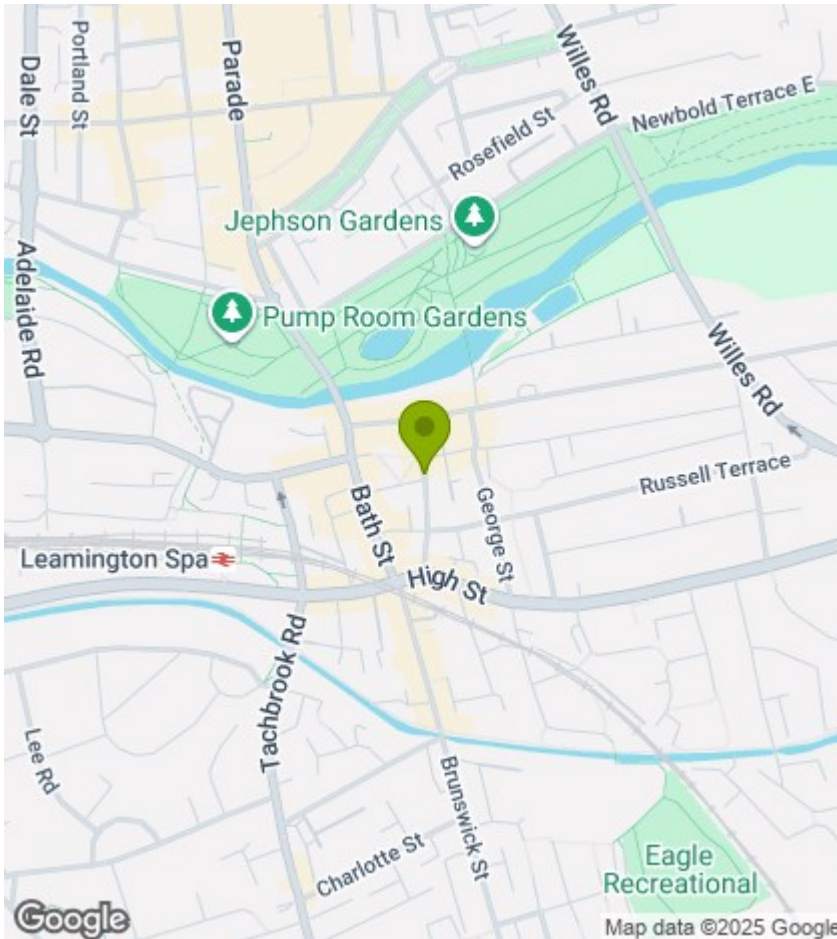 Portland St
Dale St
Parade
Willes Rd
Newbold Terrace E
Rosefield St
Jephson Gardens
Adelaide Rd
Pump Room Gardens
Willes Rd
Russell Terrace
Bath St
George St
Leamington Spa
High St
Tachbrook Rd
Lee Rd
Brunswick St
Charlotte St
Eagle
Recreational
Google
Map data ©2025 Google